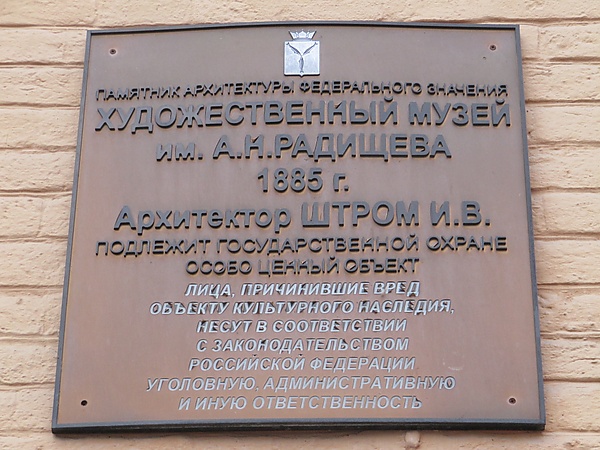 ПАМЯТНИК АРХИТЕКТУРЫ ФЕДЕРАЛЬНОГО ЗНАЧЕНИЯ
ХУДОЖЕСТВЕННЫЙ МУЗЕЙ
им. А.Н.РАДИЩЕВА
1885 г.
Архитектор ШТРОМ И.В.
ПОДЛЕЖИТ ГОСУДАРСТВЕННОЙ ОХРАНЕ
ОСОБО ЦЕННЫЙ ОБЪЕКТ
ЛИЦА, ПРИЧИНИВШИЕ ВРЕД
ОБЪЕКТУ КУЛЬТУРНОГО НАСЛЕДИЯ,
НЕСУТ В СООТВЕТСТВИИ
С ЗАКОНОДАТЕЛЬСТВОМ
РОССИЙСКОЙ ФЕДЕРАЦИИ
УГОЛОВНУЮ, АДМИНИСТРАТИВНУЮ
И ИНУЮ ОТВЕТСТВЕННОСТЬ